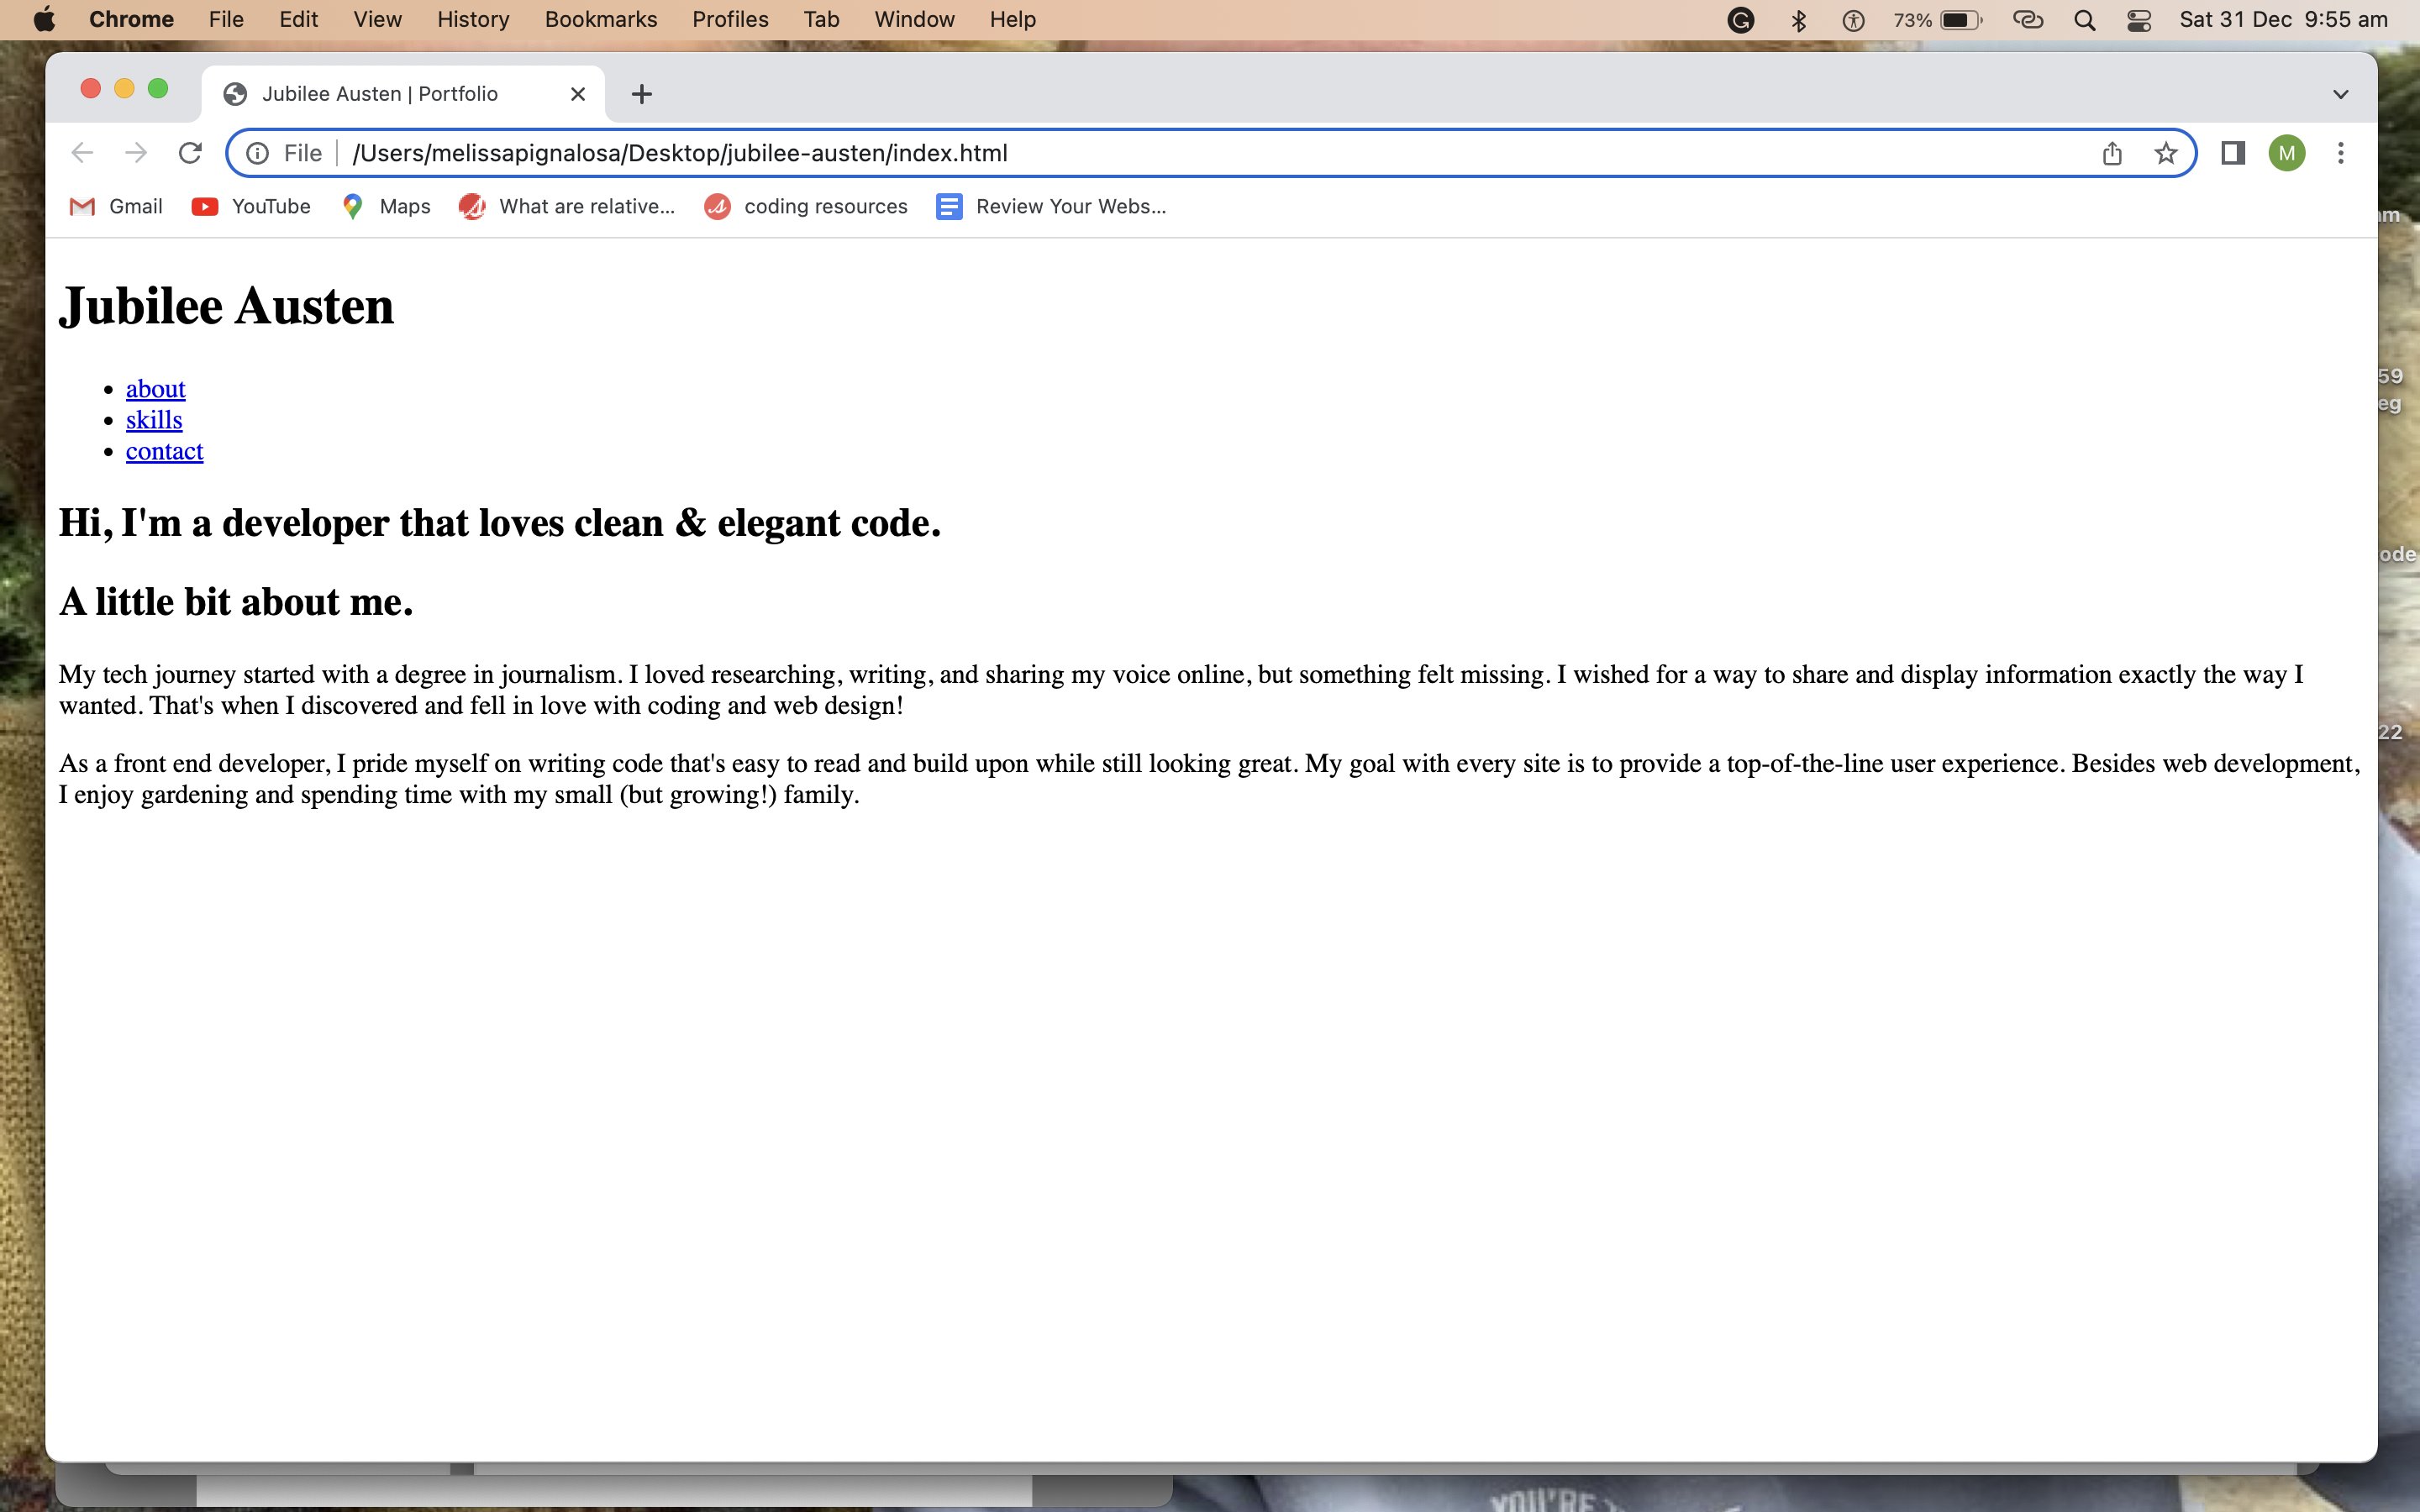 Chrome File Edit View History Bookmarks Profiles Tab Window Help 73% Sat 31 Dec 9:55 am
Jubilee Austen | Portfolio
File /Users/melissapignalosa/Desktop/jubilee-austen/index.html M
Gmail YouTube Maps What are relative... coding resources Review Your Webs...
Jubilee Austen
about
skills
contact
Hi, I'm a developer that loves clean & elegant code.
A little bit about me.
My tech journey started with a degree in journalism. I loved researching, writing, and sharing my voice online, but something felt missing. I wished for a way to share and display information exactly the way I
wanted. That's when I discovered and fell in love with coding and web design!
As a front end developer, I pride myself on writing code that's easy to read and build upon while still looking great. My goal with every site is to provide a top-of-the-line user experience. Besides web development,
I enjoy gardening and spending time with my small (but growing!) family.
59
eg
ode
22
YOU'RE